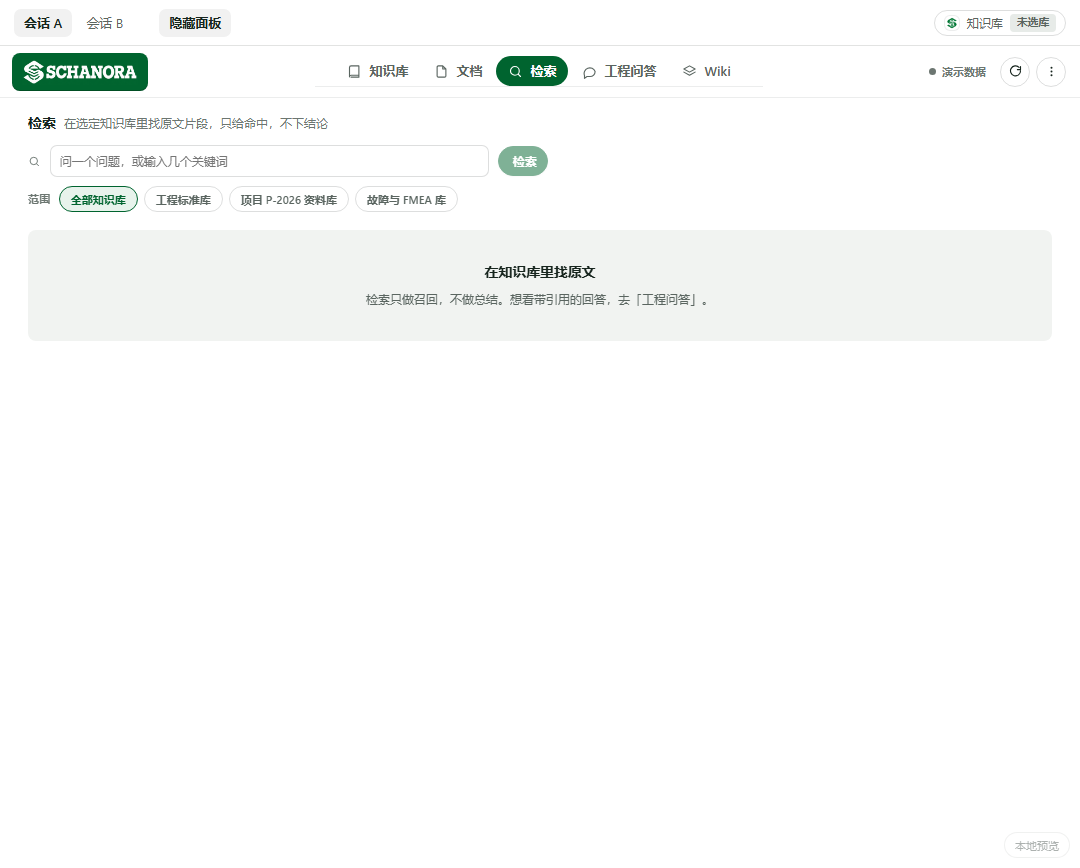 会话 A 会话 B 隐藏面板 知识库 未选库
SCHANORA 知识库 文档 检索 工程问答 Wiki 演示数据
检索 在选定知识库里找原文片段，只给命中，不下结论
问一个问题，或输入几个关键词 检索
范围 全部知识库 工程标准库 项目 P-2026 资料库 故障与 FMEA 库
在知识库里找原文
检索只做召回，不做总结。想看带引用的回答，去「工程问答」。
本地预览